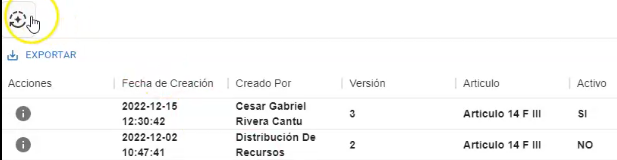 EXPORTAR
Acciones Fecha de Creación Creado Por Versión Articulo Activo
2022-12-15 Cesar Gabriel
12:30:42 Rivera Cantu 3 Articulo 14 F III SI
2022-12-02 Distribución De
10:47:41 Recursos 2 Articulo 14 F III NO